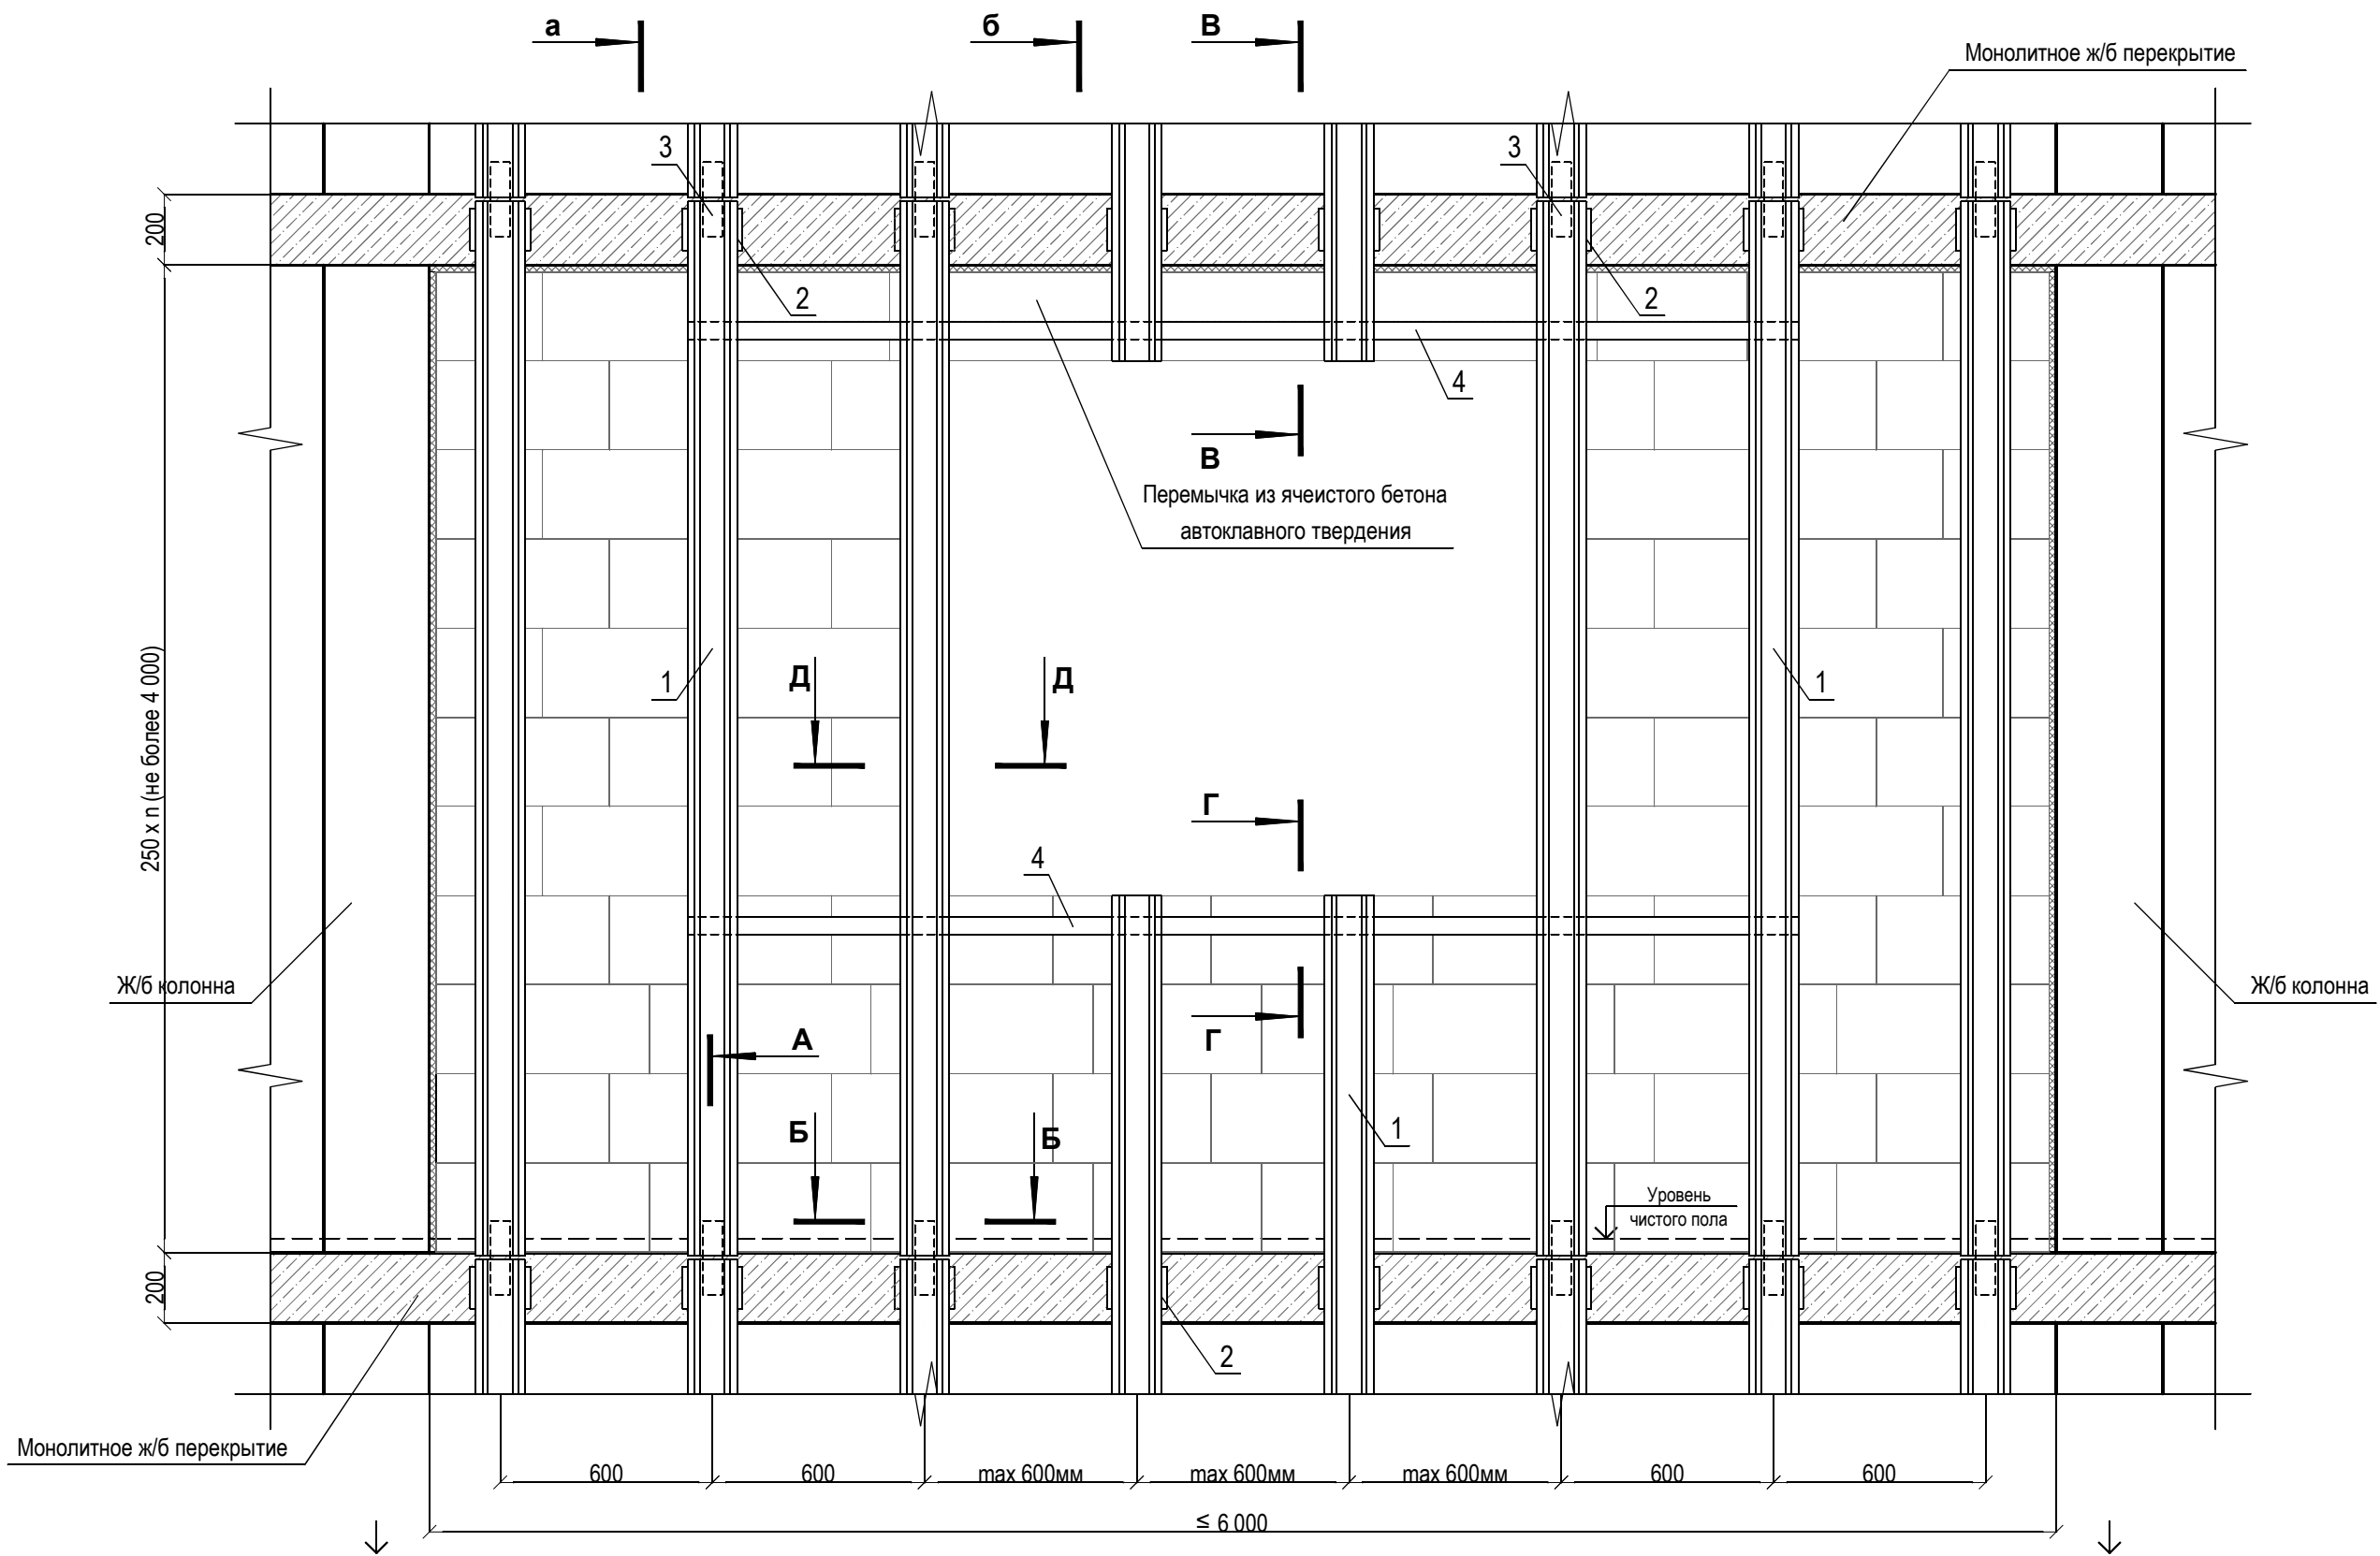 а
б
В
Монолитное ж/б перекрытие
3
3
200
2
2
4
В
Перемычка из ячеистого бетона
автоклавного твердения
250 х n (не более 4 000)
1
Д
Д
1
Г
4
Ж/б колонна
Ж/б колонна
А
Г
Б
Б
1
Уровень
чистого пола
200
2
Монолитное ж/б перекрытие
600
600
max 600мм
max 600мм
max 600мм
600
600
≤ 6 000